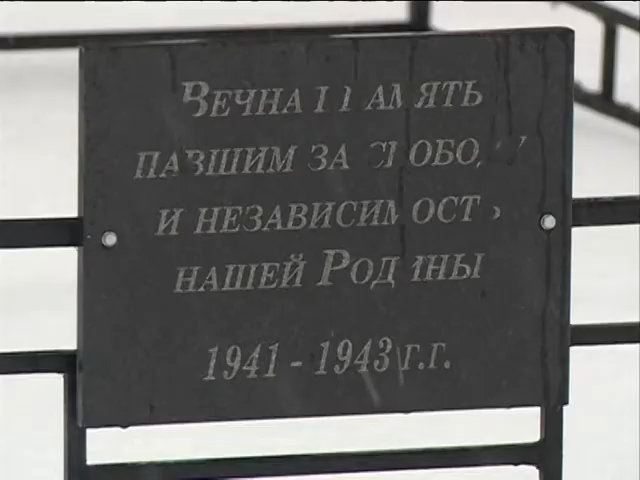 Вечная память
павшим за свободу
и независимость
нашей Родины
1941 - 1943 г.г.